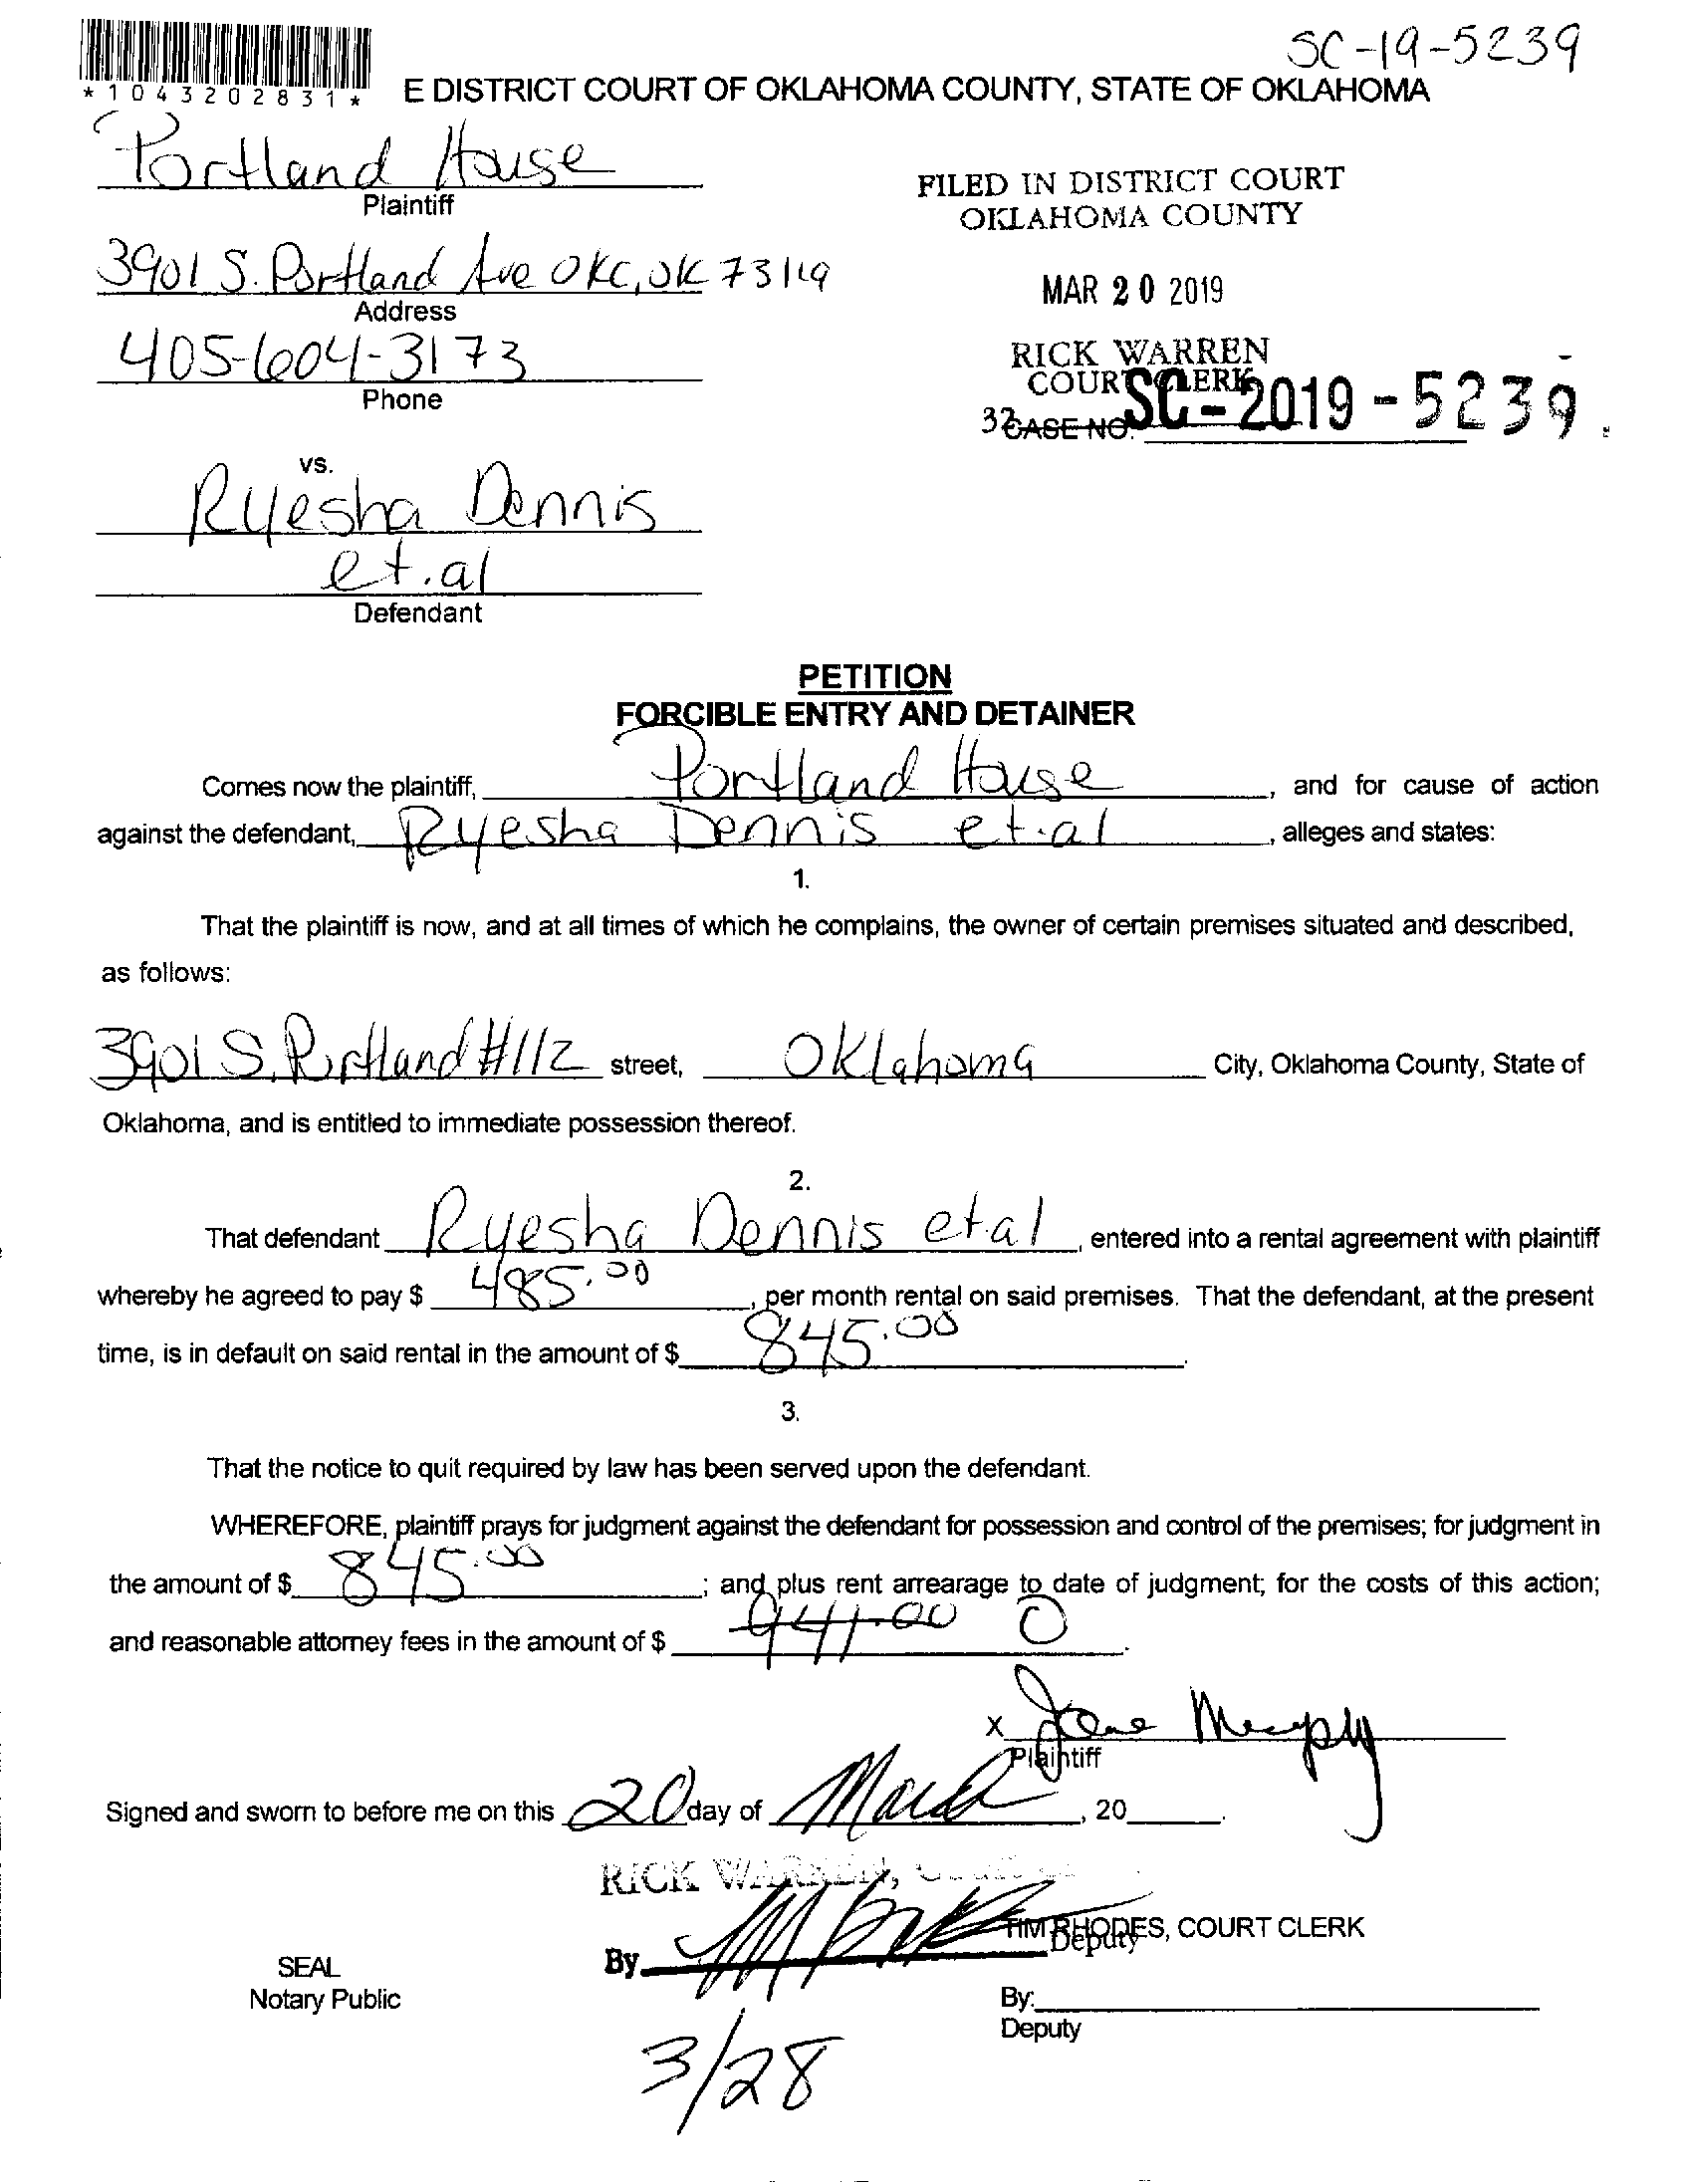 SC-19-5239
*1043202831*
E DISTRICT COURT OF OKLAHOMA COUNTY, STATE OF OKLAHOMA
Portland House
Plaintiff
FILED IN DISTRICT COURT
OKLAHOMA COUNTY
3901 S. Portland Ave OKC, OK 73119
Address
MAR 20 2019
405-604-3173
Phone
RICK WARREN
COURT CLERK
32
CASE NO. SC-2019-5239
vs.
Ryesha Dennis
et.al
Defendant
PETITION
FORCIBLE ENTRY AND DETAINER
Comes now the plaintiff, Portland House, and for cause of action
against the defendant, Ryesha Dennis et.al, alleges and states:
1.
That the plaintiff is now, and at all times of which he complains, the owner of certain premises situated and described,
as follows:
3901 S. Portland #112 street, Oklahoma City, Oklahoma County, State of
Oklahoma, and is entitled to immediate possession thereof.
2.
That defendant Ryesha Dennis etal, entered into a rental agreement with plaintiff
whereby he agreed to pay $ 485.00, per month rental on said premises. That the defendant, at the present
time, is in default on said rental in the amount of $ 845.00.
3.
That the notice to quit required by law has been served upon the defendant.
WHEREFORE, plaintiff prays for judgment against the defendant for possession and control of the premises; for judgment in
the amount of $ 845.00; and plus rent arrearage to date of judgment; for the costs of this action;
and reasonable attorney fees in the amount of $ 941.00 0.
X Jane Murphy
Plaintiff
Signed and sworn to before me on this 20 day of March, 20 .
RICK WARREN,
TIM RHODES, COURT CLERK
By Deputy
SEAL
Notary Public
By:
Deputy
3/28